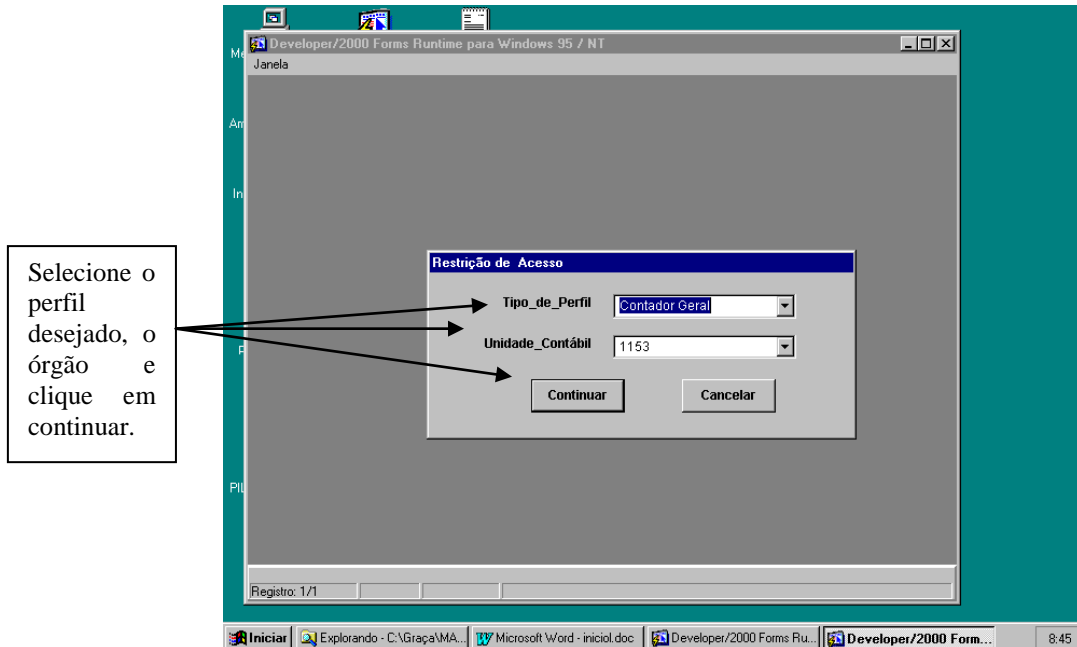 Developer/2000 Forms Runtime para Windows 95 / NT
Janela
Selecione o
perfil
desejado, o
órgão e
clique em
continuar.
Restrição de Acesso
Tipo_de_Perfil Contador Geral
Unidade_Contábil 1153
Continuar Cancelar
Registro: 1/1
Iniciar Explorando - C:\Graça\MA... Microsoft Word - iniciol.doc Developer/2000 Forms Ru... Developer/2000 Form... 8:45